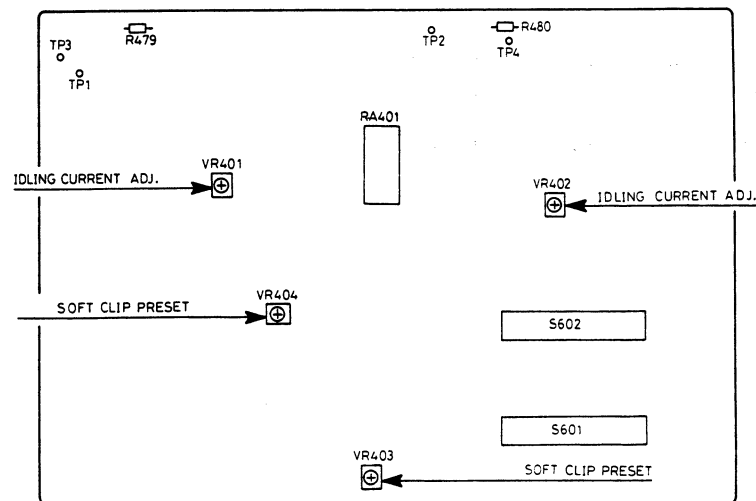 R479
R480
TP3
TP1
TP2
TP4
RA401
VR401
IDLING CURRENT ADJ.
VR402
IDLING CURRENT ADJ.
VR404
SOFT CLIP PRESET
S602
S601
VR403
SOFT CLIP PRESET